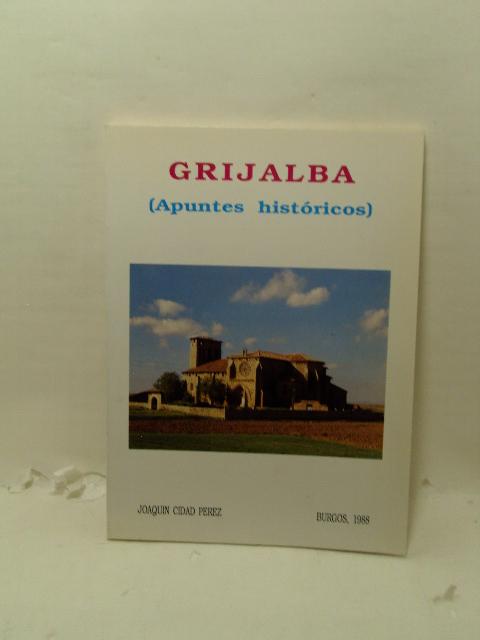 GRIJALBA
(Apuntes históricos)
JOAQUIN CIDAD PEREZ
BURGOS, 1988